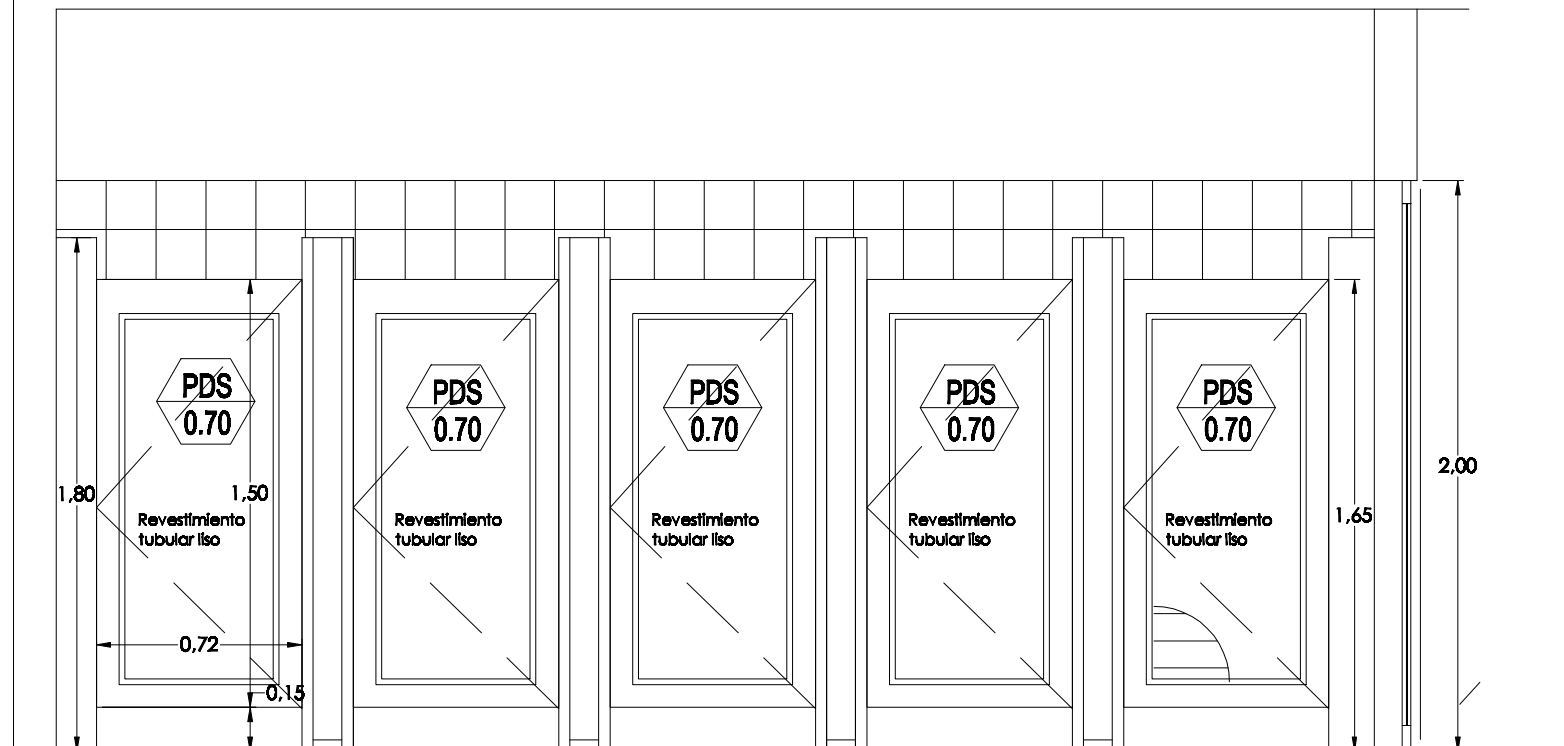 PDS
0.70
PDS
0.70
PDS
0.70
PDS
0.70
PDS
0.70
1,80
1,50
2,00
1,65
Revestimiento
tubular liso
Revestimiento
tubular liso
Revestimiento
tubular liso
Revestimiento
tubular liso
Revestimiento
tubular liso
0,72
0,15